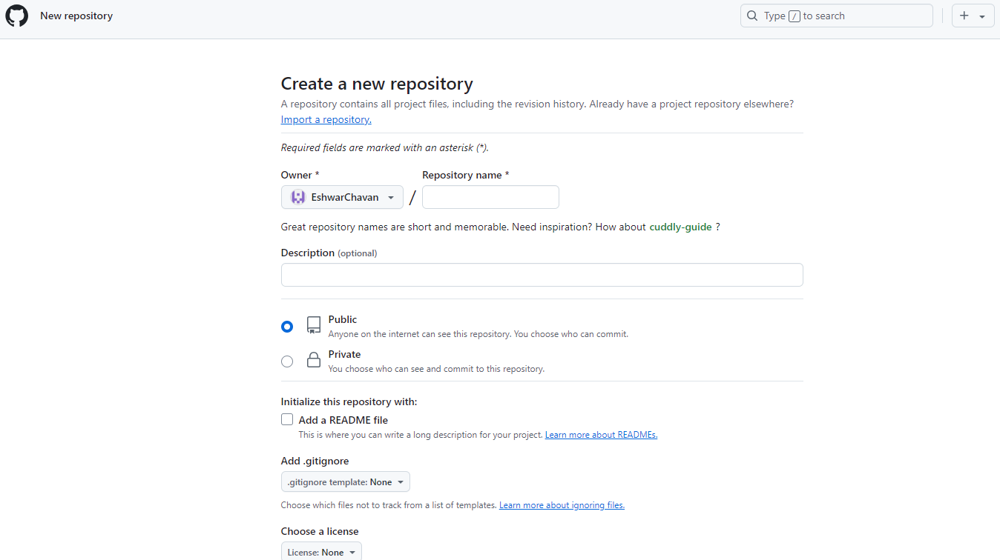 New repository
Type / to search
Create a new repository
A repository contains all project files, including the revision history. Already have a project repository elsewhere?
Import a repository.
Required fields are marked with an asterisk (*).
Owner * Repository name *
EshwarChavan /
Great repository names are short and memorable. Need inspiration? How about cuddly-guide ?
Description (optional)
Public
Anyone on the internet can see this repository. You choose who can commit.
Private
You choose who can see and commit to this repository.
Initialize this repository with:
Add a README file
This is where you can write a long description for your project. Learn more about READMEs.
Add .gitignore
.gitignore template: None
Choose which files not to track from a list of templates. Learn more about ignoring files.
Choose a license
License: None